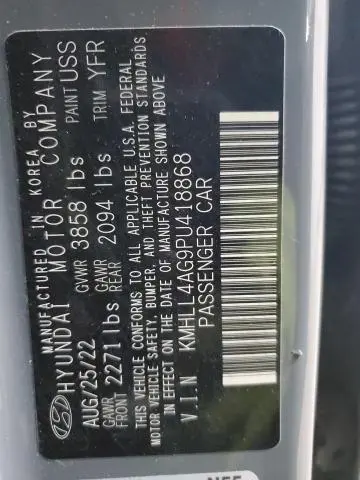 MANUFACTURED IN KOREA BY
HYUNDAI MOTOR COMPANY
AUG/25/22 GVWR 3858 lbs PAINT USS
GAWR FRONT 2271 lbs GAWR REAR 2094 lbs TRIM YFR
THIS VEHICLE CONFORMS TO ALL APPLICABLE U.S.A. FEDERAL
MOTOR VEHICLE SAFETY, BUMPER, AND THEFT PREVENTION STANDARDS
IN EFFECT ON THE DATE OF MANUFACTURE SHOWN ABOVE
V.I.N KMHLL4AG9PU418868
PASSENGER CAR